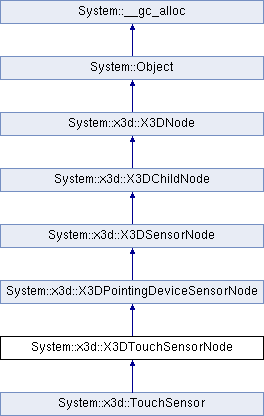 System::__gc_alloc
System::Object
System::x3d::X3DNode
System::x3d::X3DChildNode
System::x3d::X3DSensorNode
System::x3d::X3DPointingDeviceSensorNode
System::x3d::X3DTouchSensorNode
System::x3d::TouchSensor